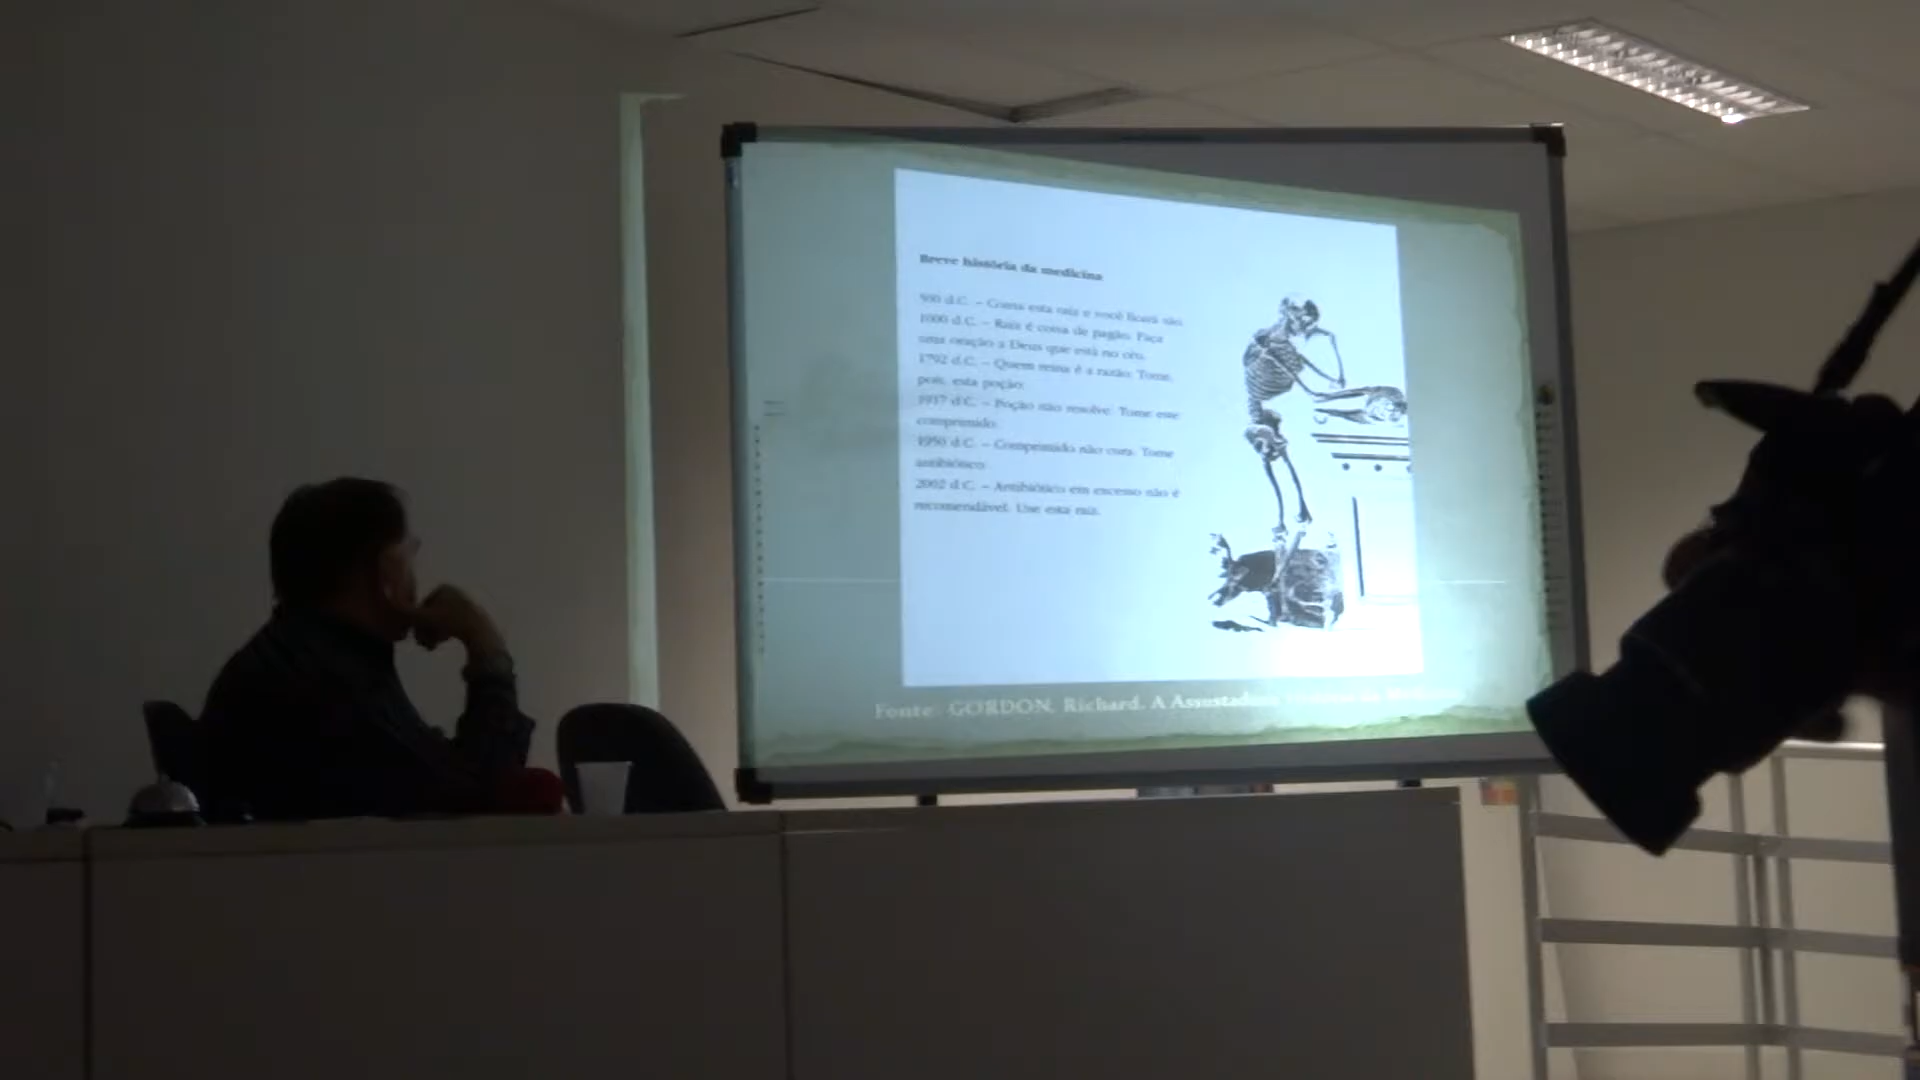 Breve história da medicina
500 d.C. – Coma esta raiz e você ficará são.
1000 d.C. – Raiz é coisa de pagão. Faça
uma oração a Deus que está no céu.
1792 d.C. – Quem reina é a razão. Tome,
pois, esta poção.
1917 d.C. – Poção não resolve. Tome este
comprimido.
1950 d.C. – Comprimido não cura. Tome
antibiótico.
2002 d.C. – Antibiótico em excesso não é
recomendável. Use esta raiz.
Fonte: GORDON, Richard. A